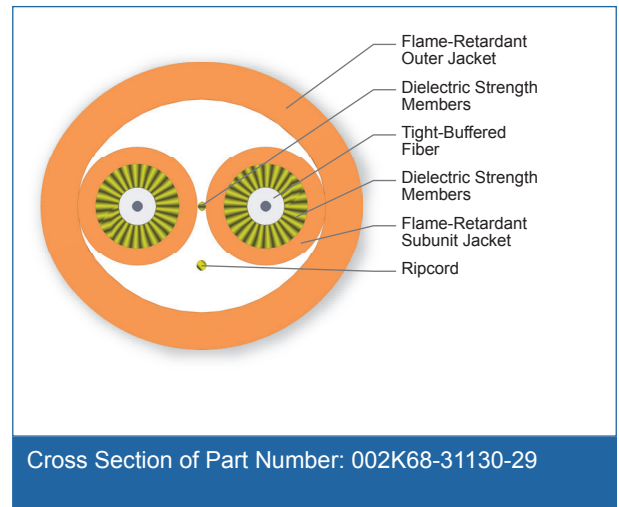 Flame-Retardant
Outer Jacket
Dielectric Strength
Members
Tight-Buffered
Fiber
Dielectric Strength
Members
Flame-Retardant
Subunit Jacket
Ripcord
Cross Section of Part Number: 002K68-31130-29